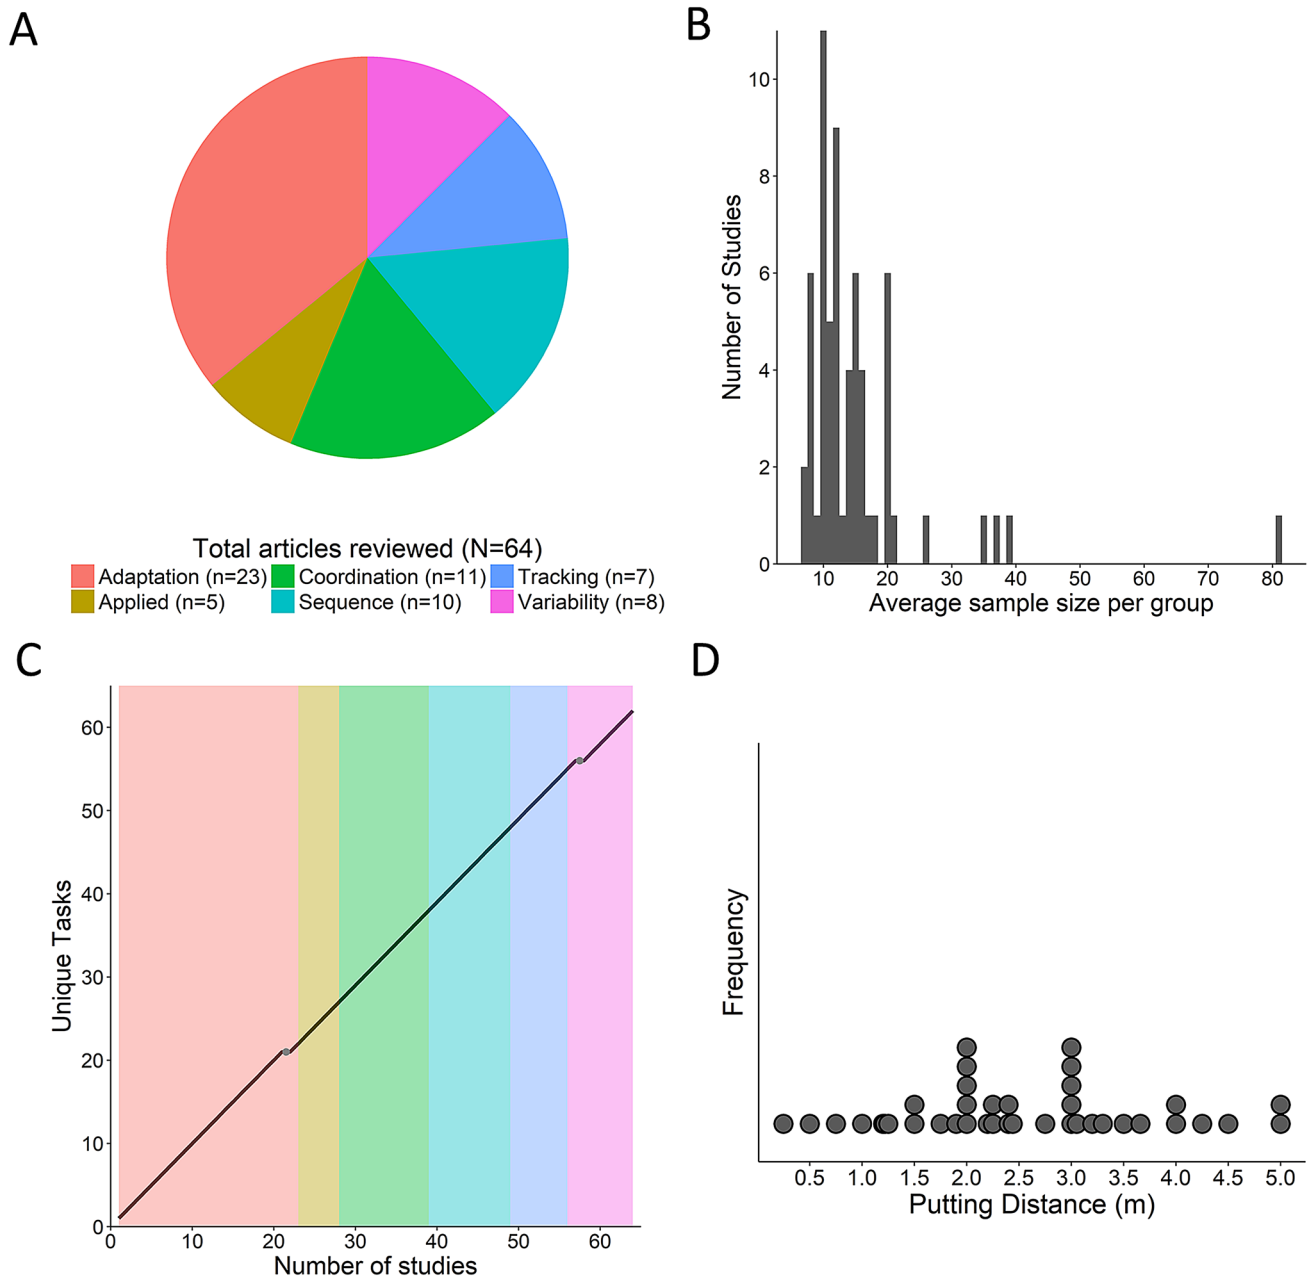 A
Total articles reviewed (N=64)
Adaptation (n=23) Coordination (n=11) Tracking (n=7)
Applied (n=5) Sequence (n=10) Variability (n=8)
B
Number of Studies
10
8
6
4
2
0
10 20 30 40 50 60 70 80
Average sample size per group
C
Unique Tasks
60
50
40
30
20
10
0
0 10 20 30 40 50 60
Number of studies
D
Frequency
0.5 1.0 1.5 2.0 2.5 3.0 3.5 4.0 4.5 5.0
Putting Distance (m)